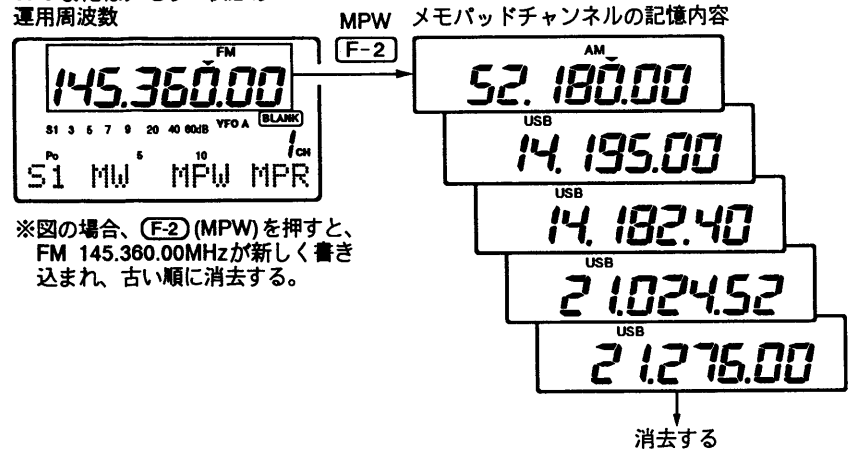 運用周波数
MPW メモパッドチャンネルの記憶内容
F-2
FM
145.360.00
S1 3 5 7 9 20 40 60dB VFO A BLANK
1 CH
Po 5 10
S1 MW MPW MPR
※図の場合、F-2(MPW)を押すと、
FM 145.360.00MHzが新しく書き
込まれ、古い順に消去する。
AM
52.180.00
USB
14.195.00
USB
14.182.40
USB
21.024.52
USB
21.276.00
消去する